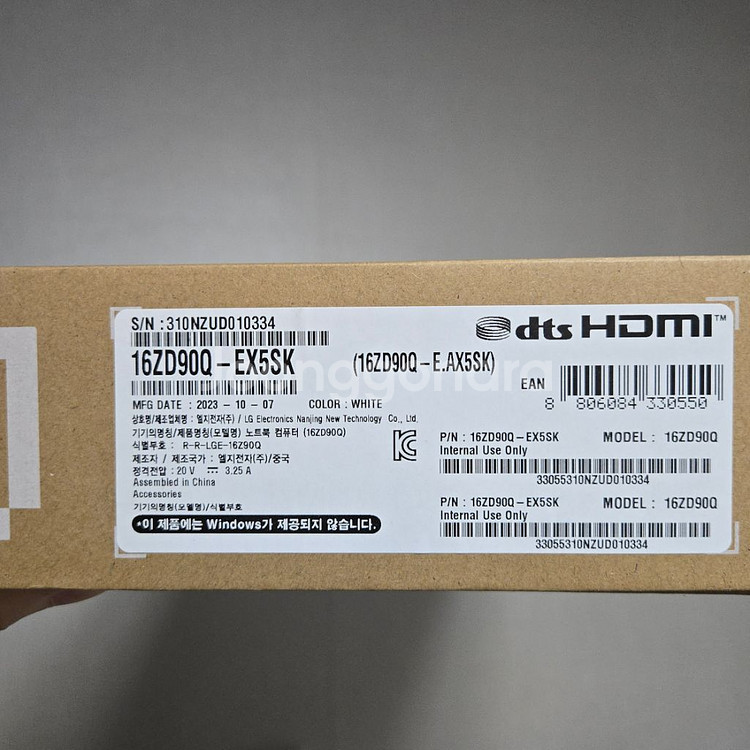 S/N : 310NZUD010334
dts HDMI™
16ZD90Q - EX5SK (16ZD90Q - E.AX5SK)
EAN
8 806084 330550
MFG DATE : 2023 - 10 - 07 COLOR : WHITE
상호명/제조업체명 : 엘지전자(주) / LG Electronics Nanjing New Technology Co., Ltd.
기기의명칭/제품명칭(모델명) 노트북 컴퓨터 (16ZD90Q)
식별부호 : R-R-LGE-16Z90Q
제조자 / 제조국가 : 엘지전자(주)/중국
정격전압 : 20 V ⎓ 3.25 A
Assembled in China
Accessories
기기의명칭(모델명)/식별부호
*이 제품에는 Windows가 제공되지 않습니다.
P/N : 16ZD90Q-EX5SK MODEL : 16ZD90Q
Internal Use Only
33055310NZUD010334
P/N : 16ZD90Q-EX5SK MODEL : 16ZD90Q
Internal Use Only
33055310NZUD010334